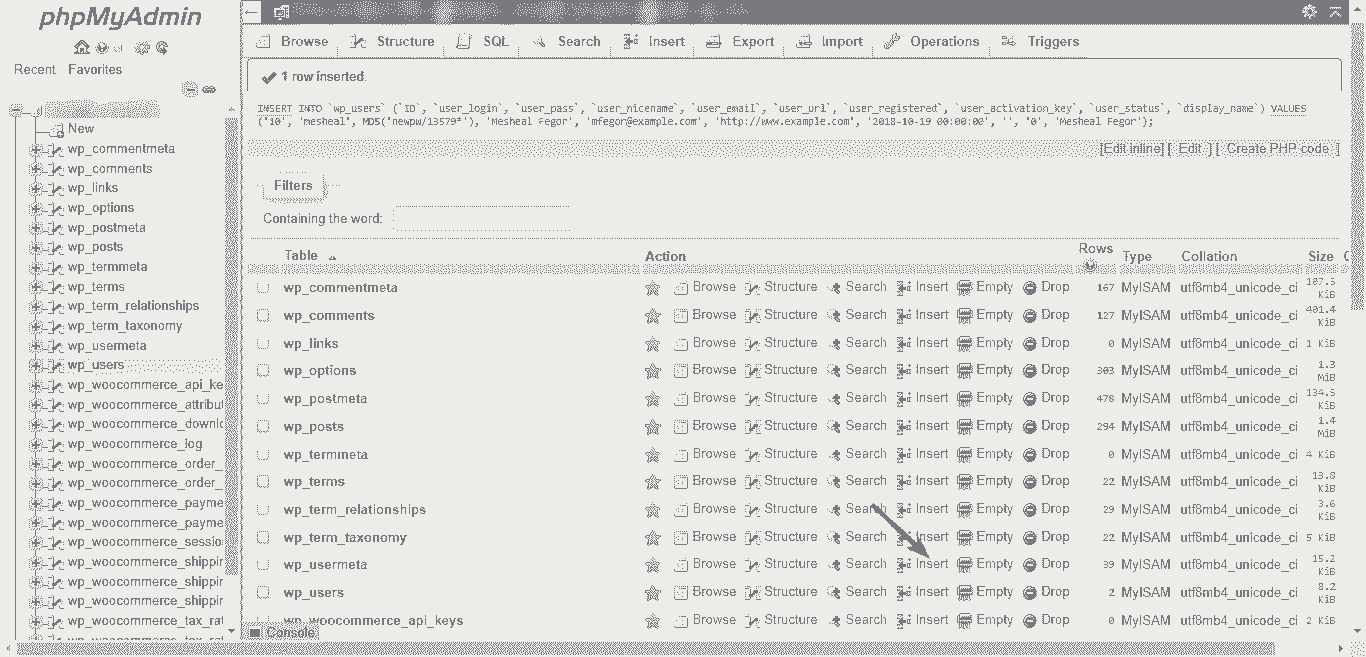 phpMyAdmin
Recent Favorites
New
wp_commentmeta
wp_comments
wp_links
wp_options
wp_postmeta
wp_posts
wp_termmeta
wp_terms
wp_term_relationships
wp_term_taxonomy
wp_usermeta
wp_users
wp_woocommerce_api_ke
wp_woocommerce_attribut
wp_woocommerce_downlo
wp_woocommerce_log
wp_woocommerce_order_
wp_woocommerce_order_
wp_woocommerce_payme
wp_woocommerce_payme
wp_woocommerce_sessio
wp_woocommerce_shippin
wp_woocommerce_shippin
wp_woocommerce_shippin
wp_woocommerce_tax_rat
Browse Structure SQL Search Insert Export Import Operations Triggers
1 row inserted.
INSERT INTO `wp_users` (`ID`, `user_login`, `user_pass`, `user_nicename`, `user_email`, `user_url`, `user_registered`, `user_activation_key`, `user_status`, `display_name`) VALUES
('10', 'mesheal', MD5('newpw/13579*'), 'Mesheal Fegor', 'mfegor@example.com', 'http://www.example.com', '2018-10-19 00:00:00', '', '0', 'Mesheal Fegor');
[Edit inline] [ Edit ] [ Create PHP code ]
Filters
Containing the word:
Table Action Rows Type Collation Size
wp_commentmeta Browse Structure Search Insert Empty Drop 167 MyISAM utf8mb4_unicode_ci 107.5 KiB
wp_comments Browse Structure Search Insert Empty Drop 127 MyISAM utf8mb4_unicode_ci 401.4 KiB
wp_links Browse Structure Search Insert Empty Drop 0 MyISAM utf8mb4_unicode_ci 1 KiB
wp_options Browse Structure Search Insert Empty Drop 303 MyISAM utf8mb4_unicode_ci 1.3 MiB
wp_postmeta Browse Structure Search Insert Empty Drop 478 MyISAM utf8mb4_unicode_ci 134.5 KiB
wp_posts Browse Structure Search Insert Empty Drop 294 MyISAM utf8mb4_unicode_ci 1.4 MiB
wp_termmeta Browse Structure Search Insert Empty Drop 0 MyISAM utf8mb4_unicode_ci 4 KiB
wp_terms Browse Structure Search Insert Empty Drop 22 MyISAM utf8mb4_unicode_ci 13.8 KiB
wp_term_relationships Browse Structure Search Insert Empty Drop 29 MyISAM utf8mb4_unicode_ci 3.6 KiB
wp_term_taxonomy Browse Structure Search Insert Empty Drop 22 MyISAM utf8mb4_unicode_ci 5 KiB
wp_usermeta Browse Structure Search Insert Empty Drop 39 MyISAM utf8mb4_unicode_ci 15.2 KiB
wp_users Browse Structure Search Insert Empty Drop 2 MyISAM utf8mb4_unicode_ci 8.2 KiB
wp_woocommerce_api_keys Browse Structure Search Insert Empty Drop 0 MyISAM utf8mb4_unicode_ci 2 KiB
Console